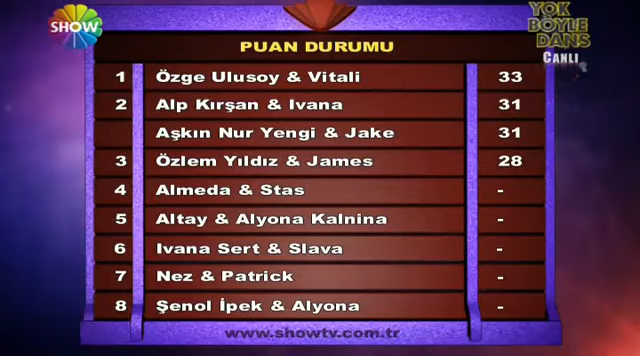 SHOW
YOK
BÖYLE
DANS
CANLI
PUAN DURUMU
1 Özge Ulusoy & Vitali 33
2 Alp Kırşan & Ivana 31
Aşkın Nur Yengi & Jake 31
3 Özlem Yıldız & James 28
4 Almeda & Stas -
5 Altay & Alyona Kalnina -
6 Ivana Sert & Slava -
7 Nez & Patrick -
8 Şenol İpek & Alyona -
www.showtv.com.tr